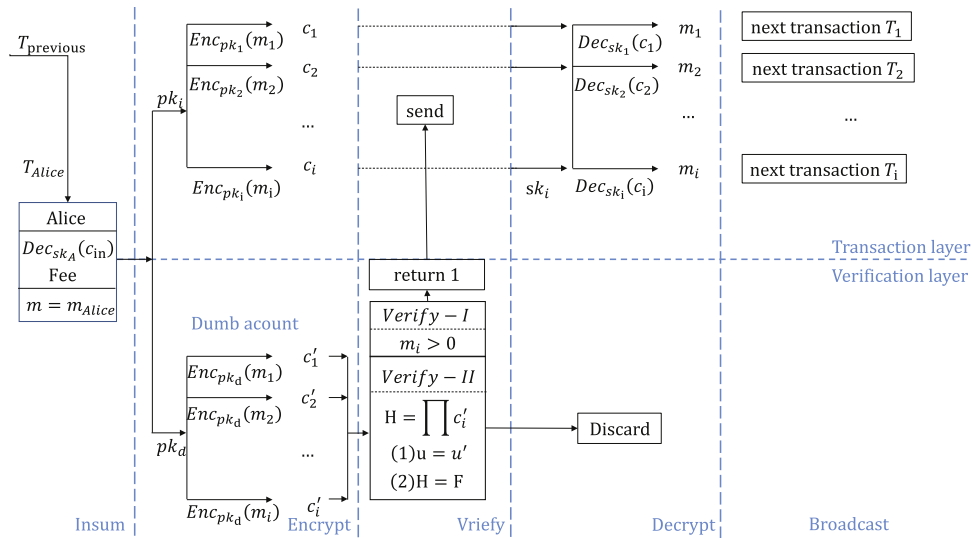 T_previous
T_Alice
Alice
Dec_{sk_A}(c_in)
Fee
m = m_Alice
Insum
pk_i
Enc_{pk_1}(m_1)
Enc_{pk_2}(m_2)
Enc_{pk_i}(m_i)
c_1
c_2
...
c_i
Dumb acount
pk_d
Enc_{pk_d}(m_1)
Enc_{pk_d}(m_2)
Enc_{pk_d}(m_i)
c'_1
c'_2
...
c'_i
Encrypt
send
return 1
Verify − I
m_i > 0
Verify − II
H = ∏ c'_i
(1)u = u′
(2)H = F
Vriefy
Discard
sk_i
Dec_{sk_1}(c_1)
Dec_{sk_2}(c_2)
Dec_{sk_i}(c_i)
m_1
m_2
...
m_i
Decrypt
next transaction T_1
next transaction T_2
...
next transaction T_i
Transaction layer
Verification layer
Broadcast